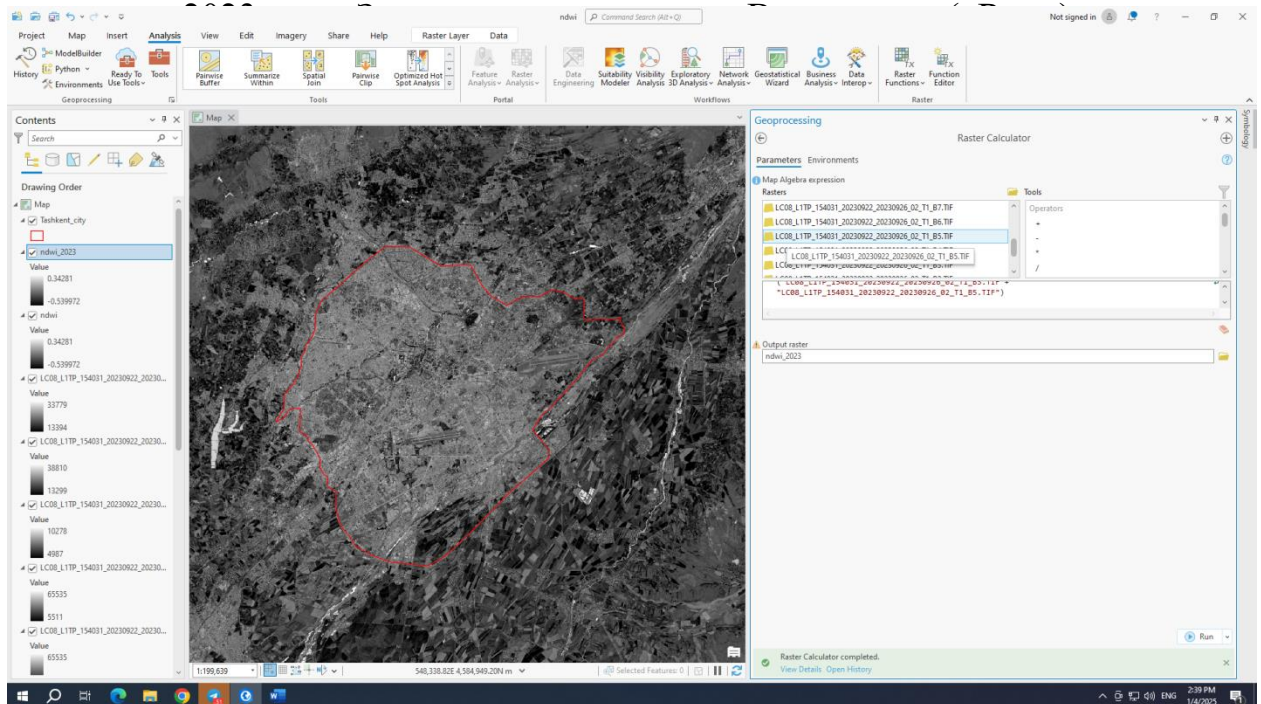 ndwi
Command Search (Alt+Q)
Not signed in
?
Project Map Insert Analysis View Edit Imagery Share Help Raster Layer Data
History
ModelBuilder
Python
Environments
Ready To Use Tools
Tools
Pairwise Buffer
Summarize Within
Spatial Join
Pairwise Clip
Optimized Hot Spot Analysis
Feature Analysis
Raster Analysis
Data Engineering
Suitability Modeler
Visibility Analysis
Exploratory 3D Analysis
Network Analysis
Geostatistical Wizard
Business Analysis
Data Interop
Raster Functions
Function Editor
Geoprocessing Tools Portal Workflows Raster
Contents
Search
Drawing Order
Map
Tashkent_city
ndwi_2023
Value
0.34281
-0.539972
ndwi
Value
0.34281
-0.539972
LC08_L1TP_154031_20230922_20230...
Value
33779
13394
LC08_L1TP_154031_20230922_20230...
Value
38810
13299
LC08_L1TP_154031_20230922_20230...
Value
10278
4987
LC08_L1TP_154031_20230922_20230...
Value
65535
5511
LC08_L1TP_154031_20230922_20230...
Value
65535
Map
1:199,639
548,338.82E 4,584,949.20N m
Selected Features: 0
Geoprocessing
Raster Calculator
Parameters Environments
Map Algebra expression
Rasters
LC08_L1TP_154031_20230922_20230926_02_T1_B7.TIF
LC08_L1TP_154031_20230922_20230926_02_T1_B6.TIF
LC08_L1TP_154031_20230922_20230926_02_T1_B5.TIF
LC08_L1TP_154031_20230922_20230926_02_T1_B5.TIF
Tools
Operators
+
-
*
/
"LC08_L1TP_154031_20230922_20230926_02_T1_B5.TIF")
Output raster
ndwi_2023
Run
Raster Calculator completed.
View Details Open History
Symbology
ENG
2:39 PM
1/4/2025